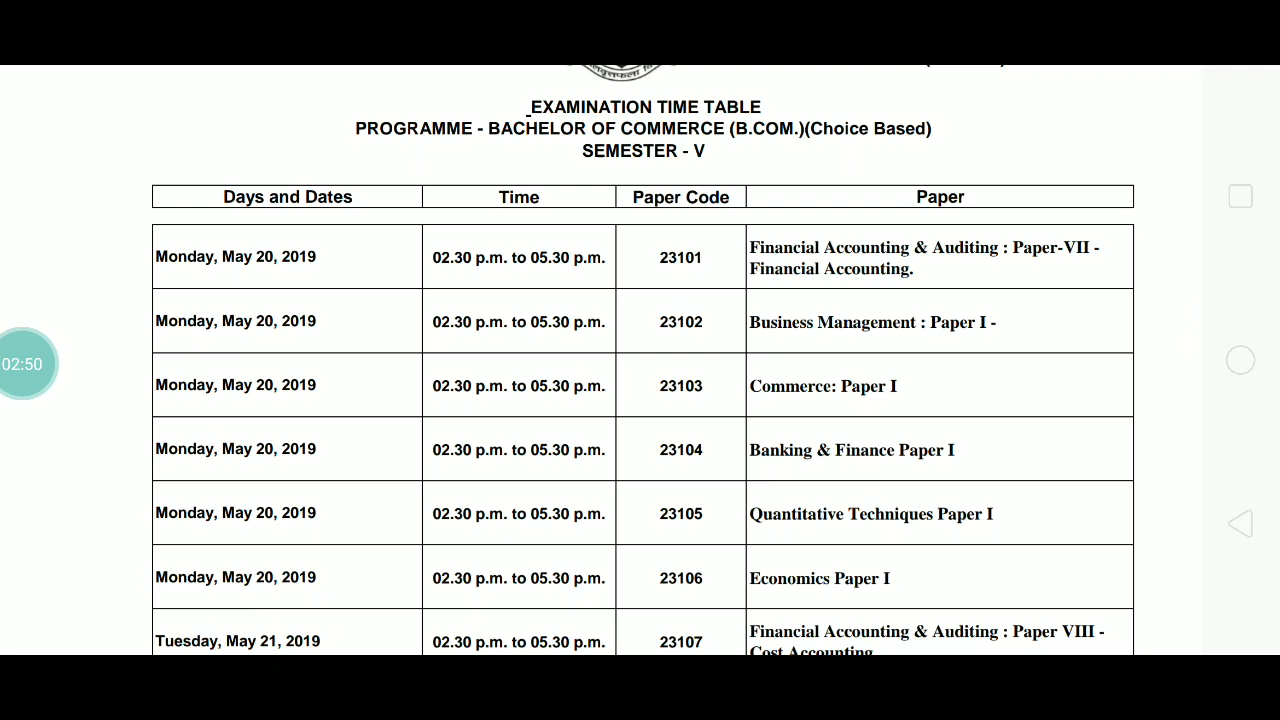 EXAMINATION TIME TABLE
PROGRAMME - BACHELOR OF COMMERCE (B.COM.)(Choice Based)
SEMESTER - V
Days and Dates Time Paper Code Paper
Monday, May 20, 2019 02.30 p.m. to 05.30 p.m. 23101 Financial Accounting & Auditing : Paper-VII -
Financial Accounting.
Monday, May 20, 2019 02.30 p.m. to 05.30 p.m. 23102 Business Management : Paper I -
Monday, May 20, 2019 02.30 p.m. to 05.30 p.m. 23103 Commerce: Paper I
Monday, May 20, 2019 02.30 p.m. to 05.30 p.m. 23104 Banking & Finance Paper I
Monday, May 20, 2019 02.30 p.m. to 05.30 p.m. 23105 Quantitative Techniques Paper I
Monday, May 20, 2019 02.30 p.m. to 05.30 p.m. 23106 Economics Paper I
Tuesday, May 21, 2019 02.30 p.m. to 05.30 p.m. 23107 Financial Accounting & Auditing : Paper VIII -
Cost Accounting
02:50